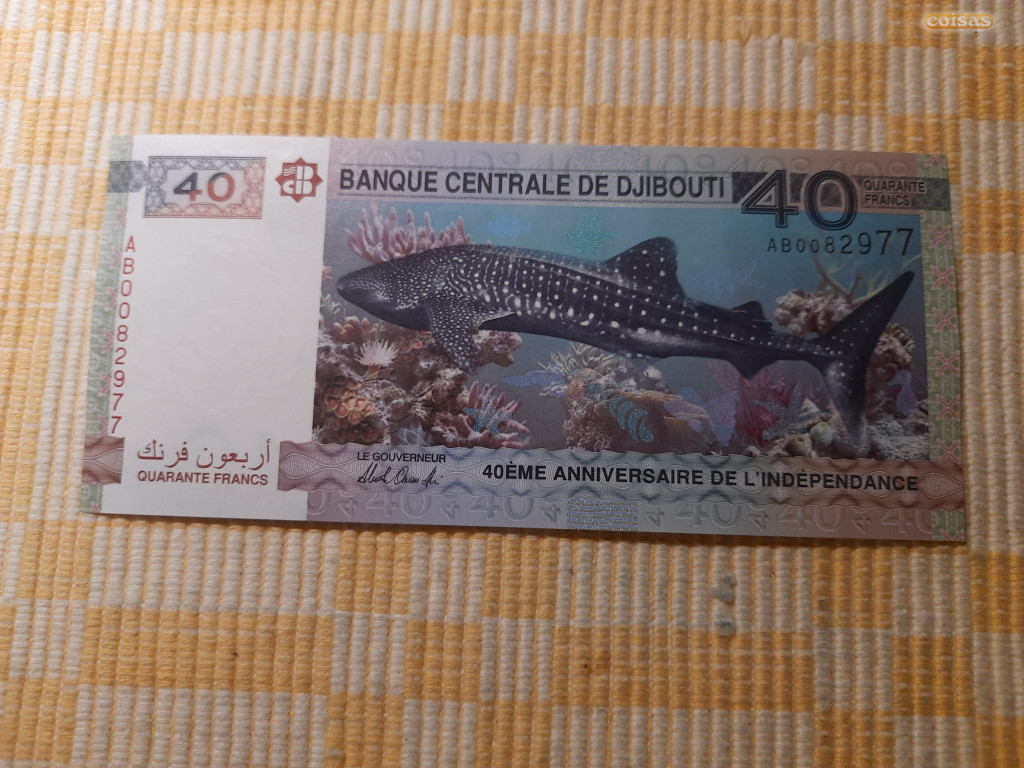 coisas
40
BANQUE CENTRALE DE DJIBOUTI
40
QUARANTE
FRANCS
AB0082977
AB0082977
أربعون فرنك
QUARANTE FRANCS
LE GOUVERNEUR
40ÈME ANNIVERSAIRE DE L'INDÉPENDANCE